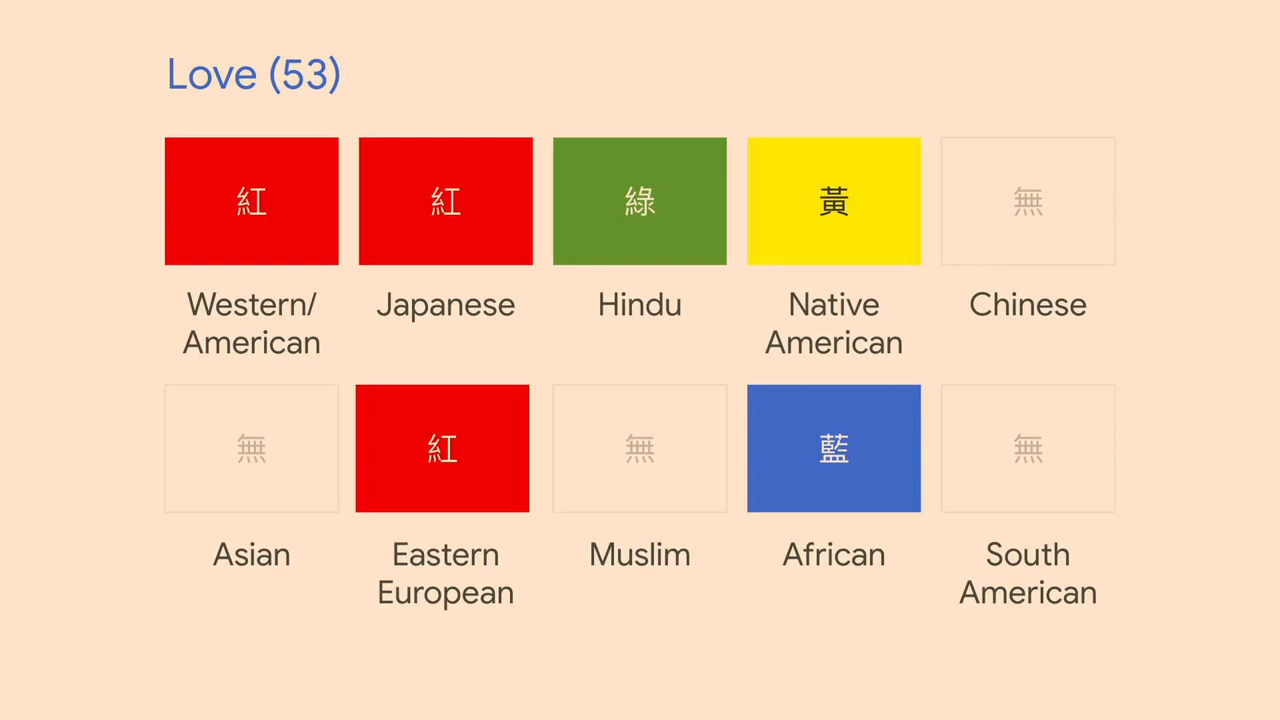 Love (53)
紅
紅
綠
黃
無
Western/
American
Japanese
Hindu
Native
American
Chinese
無
紅
無
藍
無
Asian
Eastern
European
Muslim
African
South
American